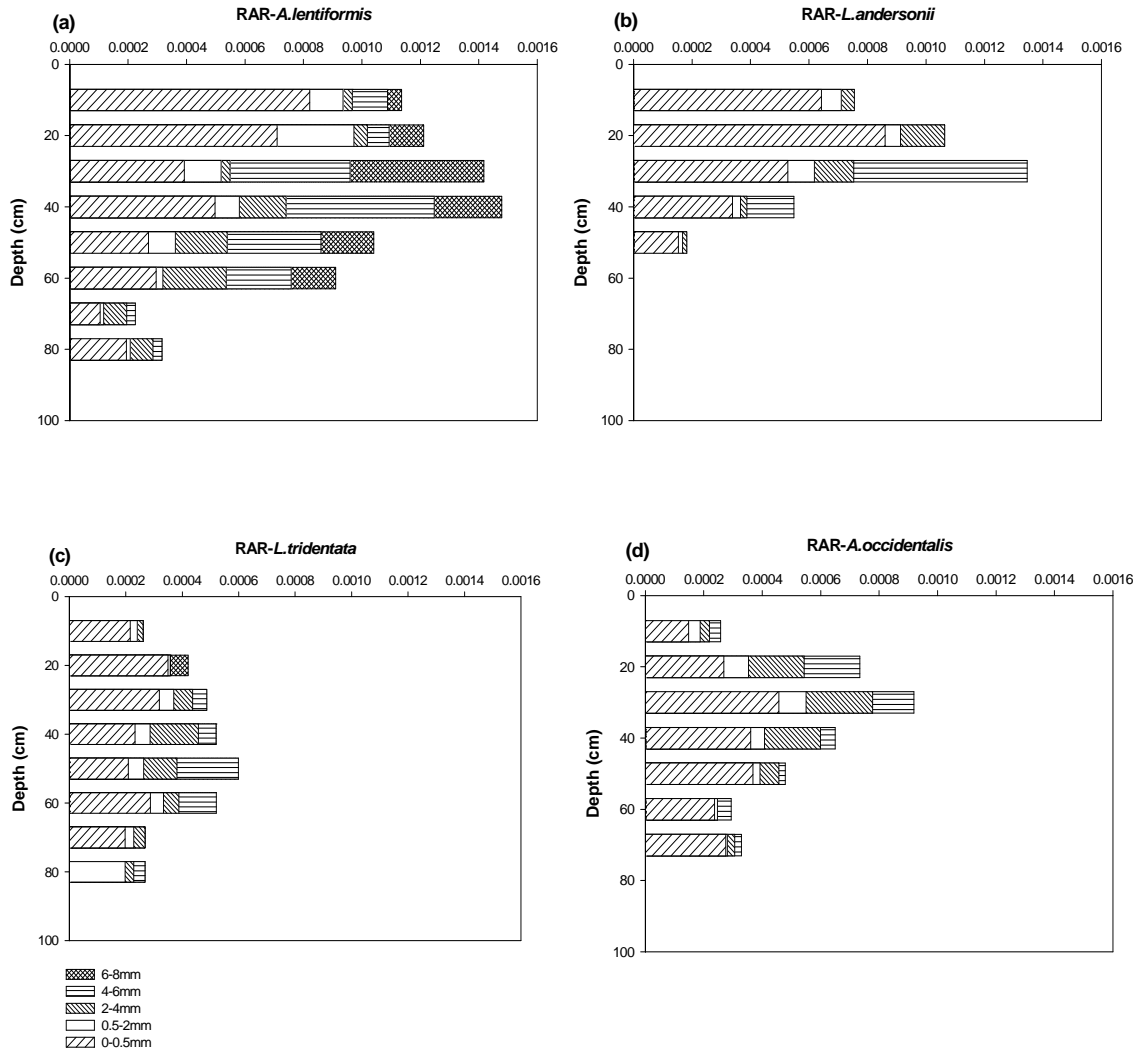 (a)
RAR-A.lentiformis
0.0000 0.0002 0.0004 0.0006 0.0008 0.0010 0.0012 0.0014 0.0016
0
20
40
60
80
100
Depth (cm)
(b)
RAR-L.andersonii
0.0000 0.0002 0.0004 0.0006 0.0008 0.0010 0.0012 0.0014 0.0016
0
20
40
60
80
100
Depth (cm)
(c)
RAR-L.tridentata
0.0000 0.0002 0.0004 0.0006 0.0008 0.0010 0.0012 0.0014 0.0016
0
20
40
60
80
100
Depth (cm)
(d)
RAR-A.occidentalis
0.0000 0.0002 0.0004 0.0006 0.0008 0.0010 0.0012 0.0014 0.0016
0
20
40
60
80
100
Depth (cm)
6-8mm
4-6mm
2-4mm
0.5-2mm
0-0.5mm